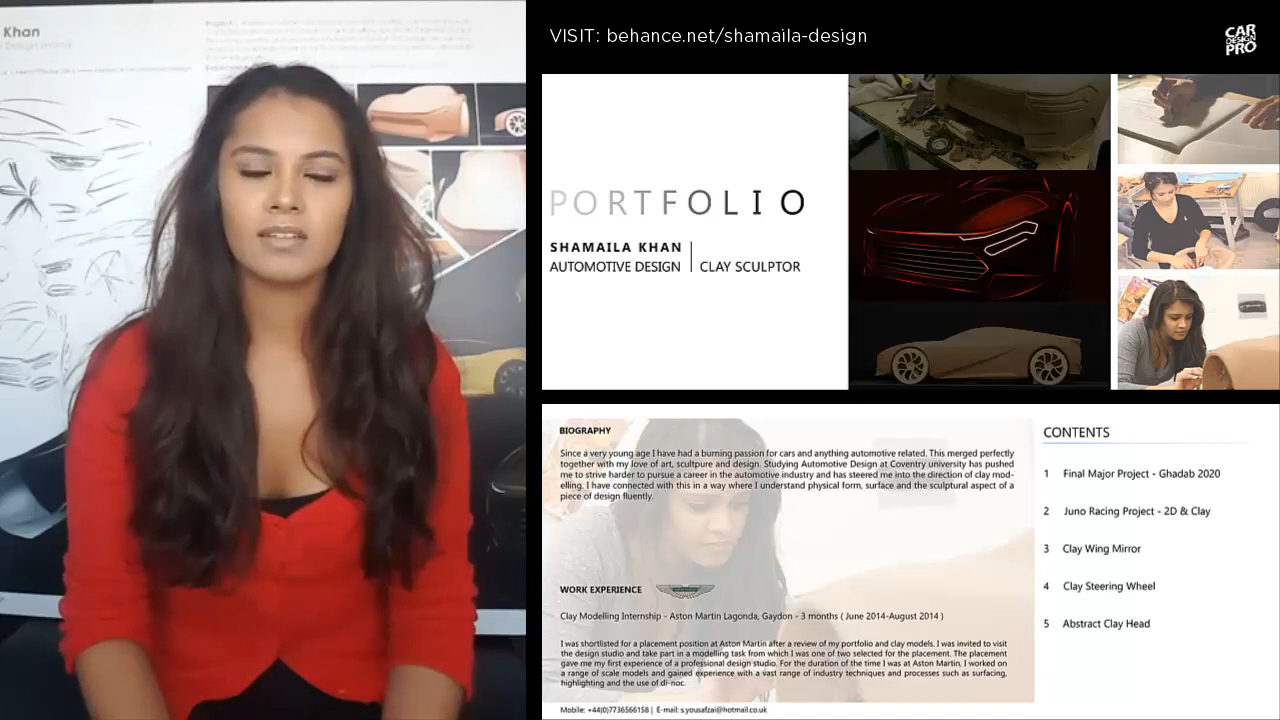 Khan
VISIT: behance.net/shamaila-design
CAR
DESIGN
PRO
PORTFOLIO
SHAMAILA KHAN
AUTOMOTIVE DESIGN | CLAY SCULPTOR
BIOGRAPHY
Since a very young age I have had a burning passion for cars and anything automotive related. This merged perfectly
together with my love of art, scultpure and design. Studying Automotive Design at Coventry university has pushed
me to strive harder to pursue a career in the automotive industry and has steered me into the direction of clay mod-
elling. I have connected with this in a way where I understand physical form, surface and the sculptural aspect of a
piece of design fluently.
WORK EXPERIENCE
Clay Modelling Internship - Aston Martin Lagonda, Gaydon - 3 months ( June 2014-August 2014 )
I was shortlisted for a placement position at Aston Martin after a review of my portfolio and clay models. I was invited to visit
the design studio and take part in a modelling task from which I was one of two selected for the placement. The placement
gave me my first experience of a professional design studio. For the duration of the time I was at Aston Martin, I worked on
a range of scale models and gained experience with a vast range of industry techniques and processes such as surfacing,
highlighting and the use of di-noc.
Mobile: +44(0)7736566158 | E-mail: s.yousafzai@hotmail.co.uk
CONTENTS
1 Final Major Project - Ghadab 2020
2 Juno Racing Project - 2D & Clay
3 Clay Wing Mirror
4 Clay Steering Wheel
5 Abstract Clay Head